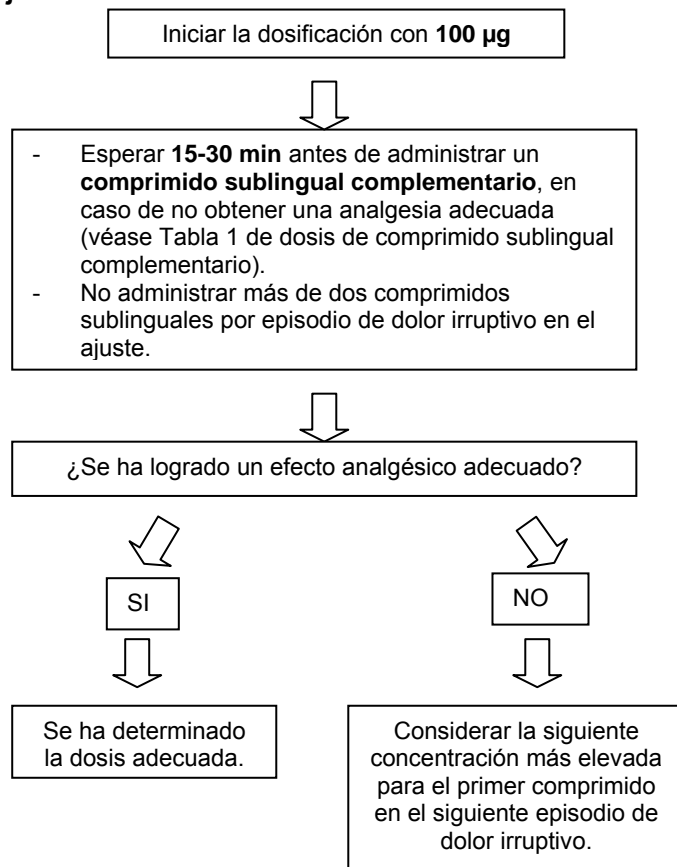 Iniciar la dosificación con 100 µg
- Esperar 15-30 min antes de administrar un
comprimido sublingual complementario, en
caso de no obtener una analgesia adecuada
(véase Tabla 1 de dosis de comprimido sublingual
complementario).
- No administrar más de dos comprimidos
sublinguales por episodio de dolor irruptivo en el
ajuste.
¿Se ha logrado un efecto analgésico adecuado?
SI
NO
Se ha determinado
la dosis adecuada.
Considerar la siguiente
concentración más elevada
para el primer comprimido
en el siguiente episodio de
dolor irruptivo.